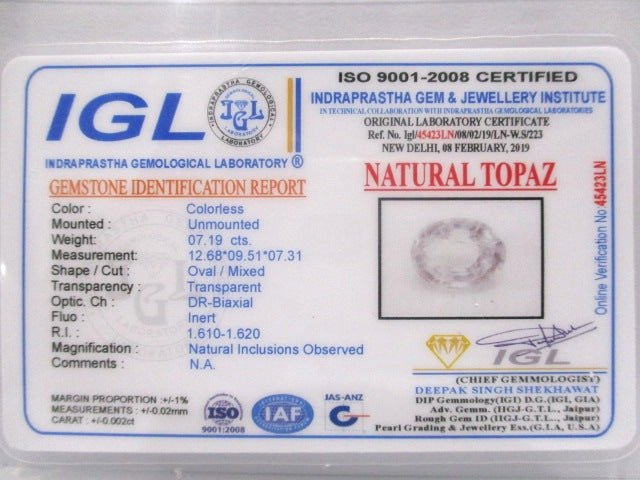 IGL
INDRAPRASTHA GEMOLOGICAL LABORATORY ®
INDRAPRASTHA GEMOLOGICAL
IGL
LABORATORY
ISO 9001-2008 CERTIFIED
INDRAPRASTHA GEM & JEWELLERY INSTITUTE
IN TECHNICAL COLLABORATION WITH INDRAPRASTHA GEMOLOGICAL LABORATORIES
ORIGINAL LABORATORY CERTIFICATE
Ref. No. Igl/45423LN/08/02/19/LN-W.S/223
NEW DELHI, 08 FEBRUARY, 2019
GEMSTONE IDENTIFICATION REPORT
Color : Colorless
Mounted : Unmounted
Weight: 07.19 cts.
Measurement: 12.68*09.51*07.31
Shape / Cut : Oval / Mixed
Transparency : Transparent
Optic. Ch : DR-Biaxial
Fluo : Inert
R.I. : 1.610-1.620
Magnification : Natural Inclusions Observed
Comments : N.A.
NATURAL TOPAZ
Online Verification No.45423LN
MARGIN PROPORTION :+/-1%
MEASUREMENTS : +/-0.02mm
CARAT : +/-0.002ct
ISO
9001:2008
IAF
JAS-ANZ
IGL
(CHIEF GEMMOLOGIST)
DEEPAK SINGH SHEKHAWAT
DIP Gemmology(IGI) D.G.(IGI, GIA)
Adv. Gemm. (HGJ-G.T.L., Jaipur)
Rough Gem ID (HGJ-G.T.L., Jaipur)
Pearl Grading & Jewellery Ess.(G.I.A, U.S.A)